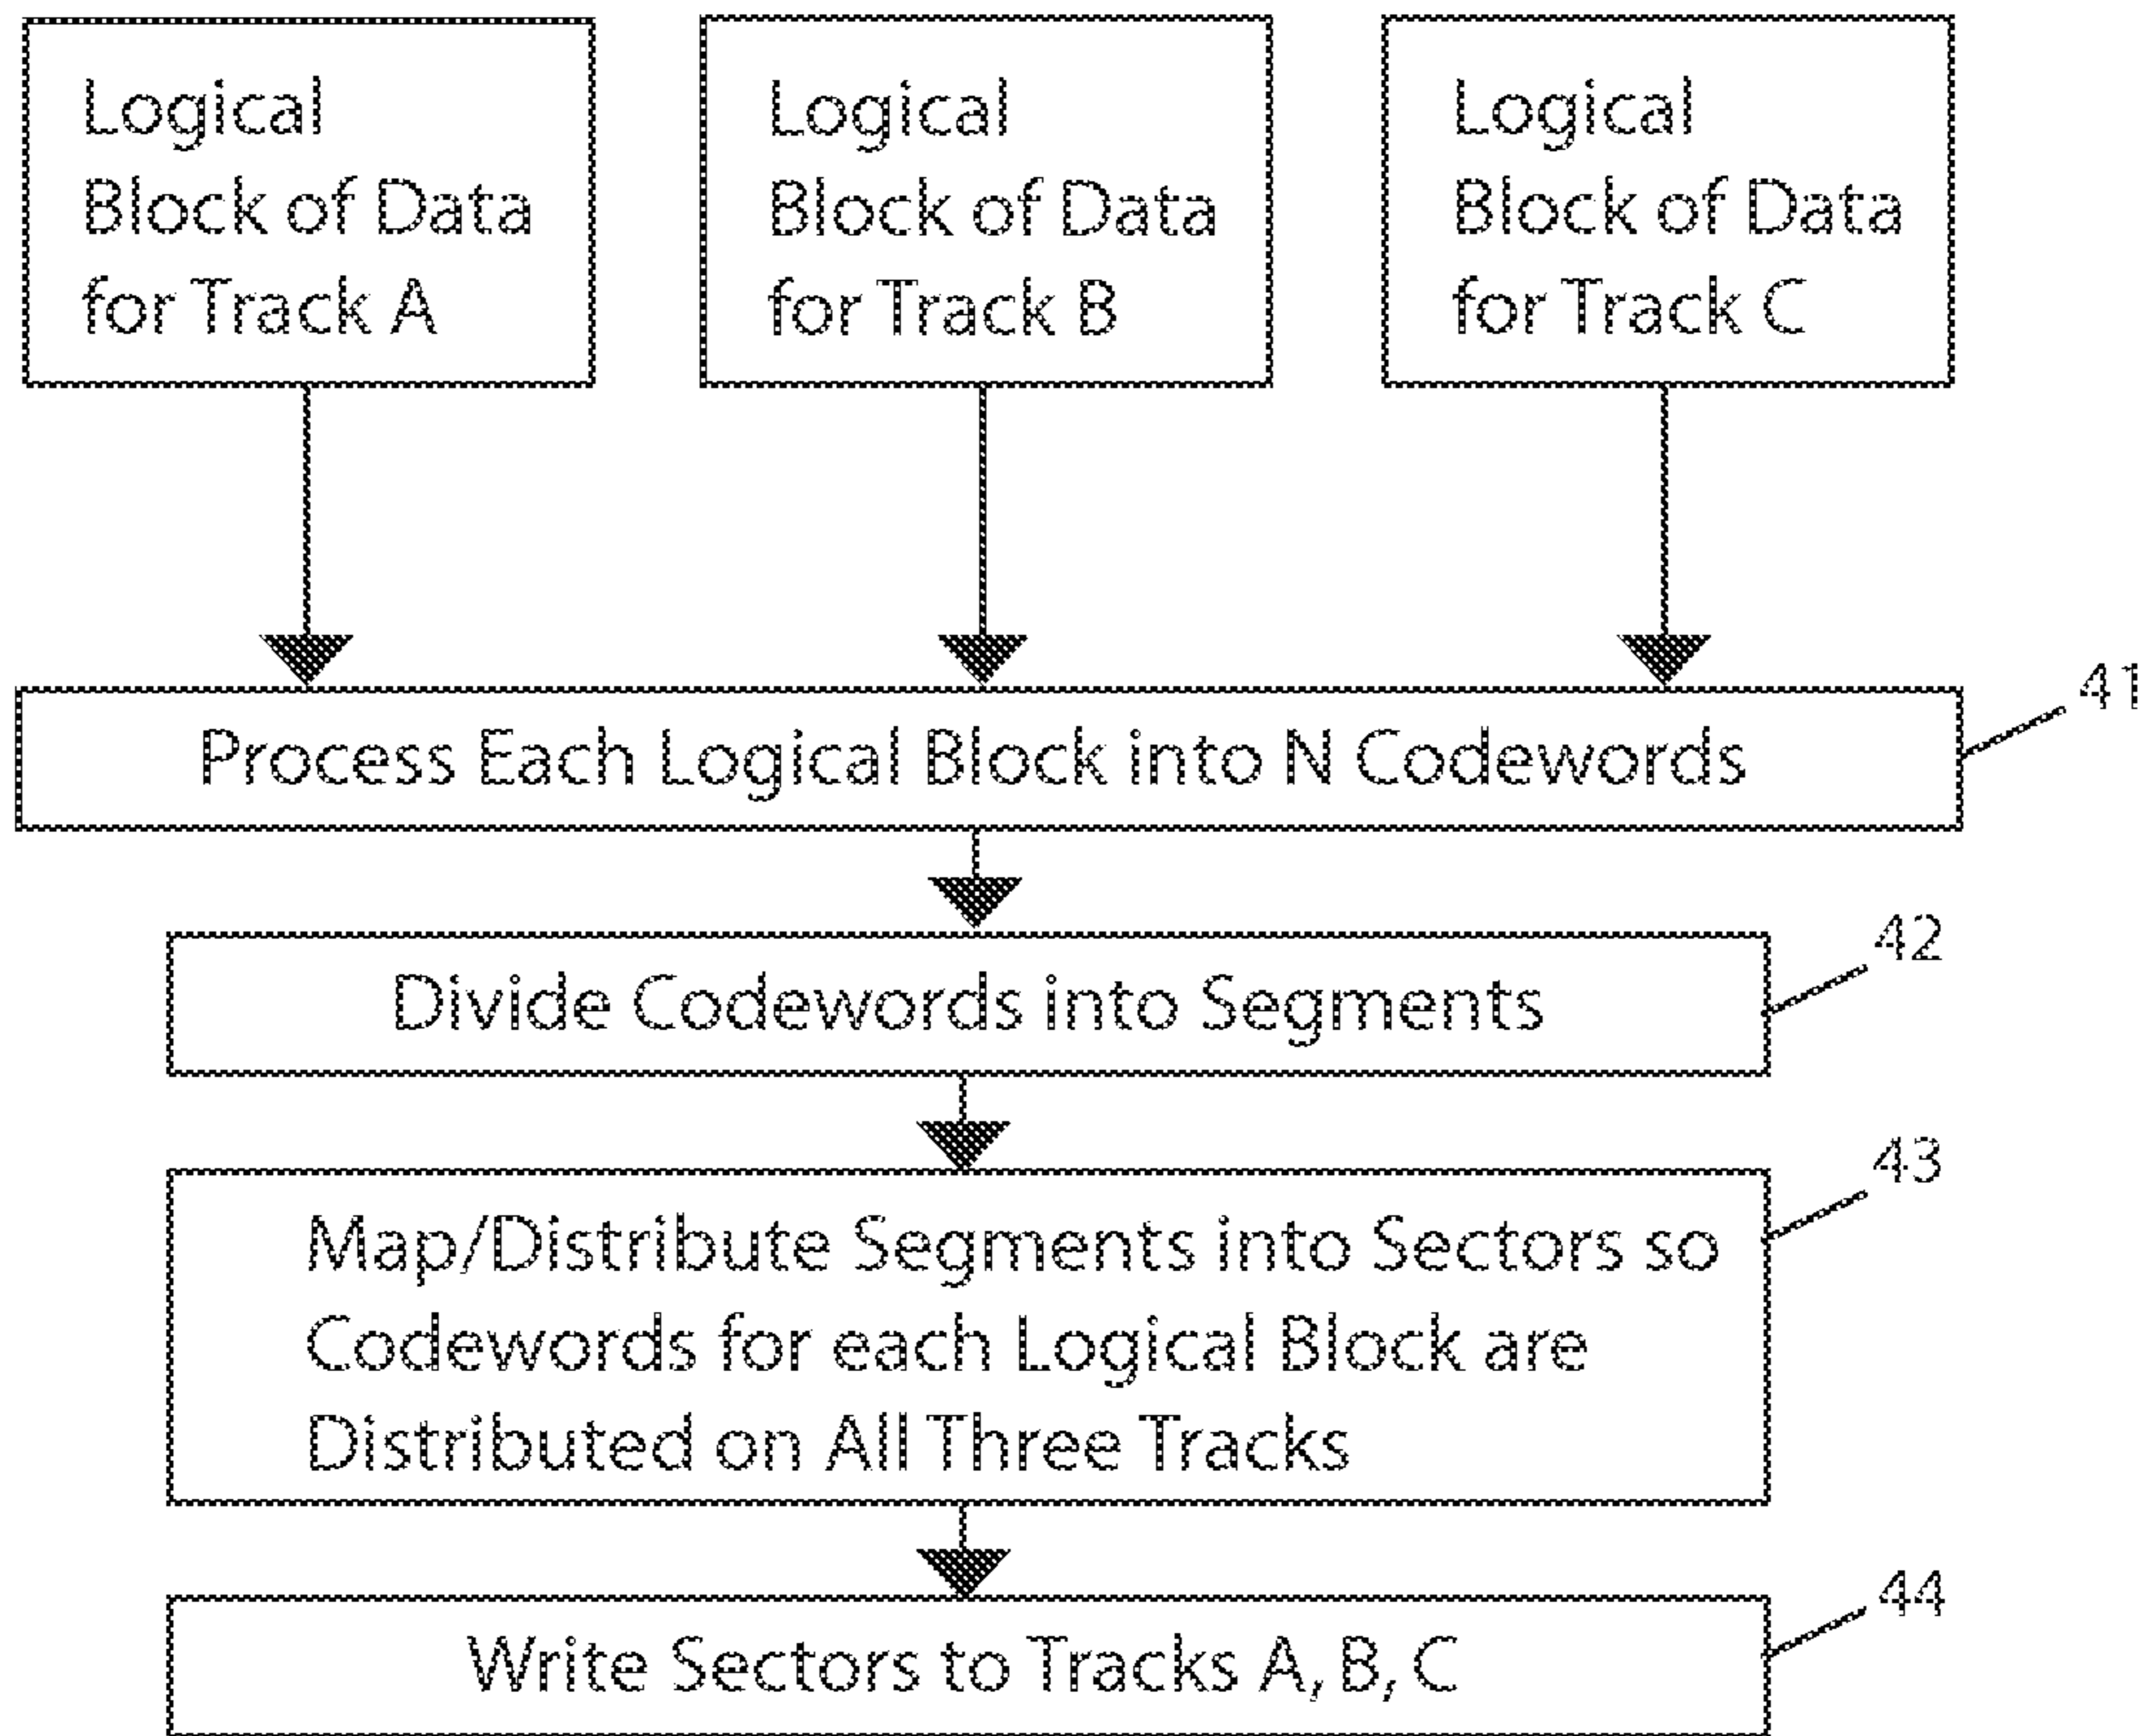 Logical
Block of Data
for Track A
Logical
Block of Data
for Track B
Logical
Block of Data
for Track C
41
Process Each Logical Block into N Codewords
42
Divide Codewords into Segments
43
Map/Distribute Segments into Sectors so
Codewords for each Logical Block are
Distributed on All Three Tracks
44
Write Sectors to Tracks A, B, C